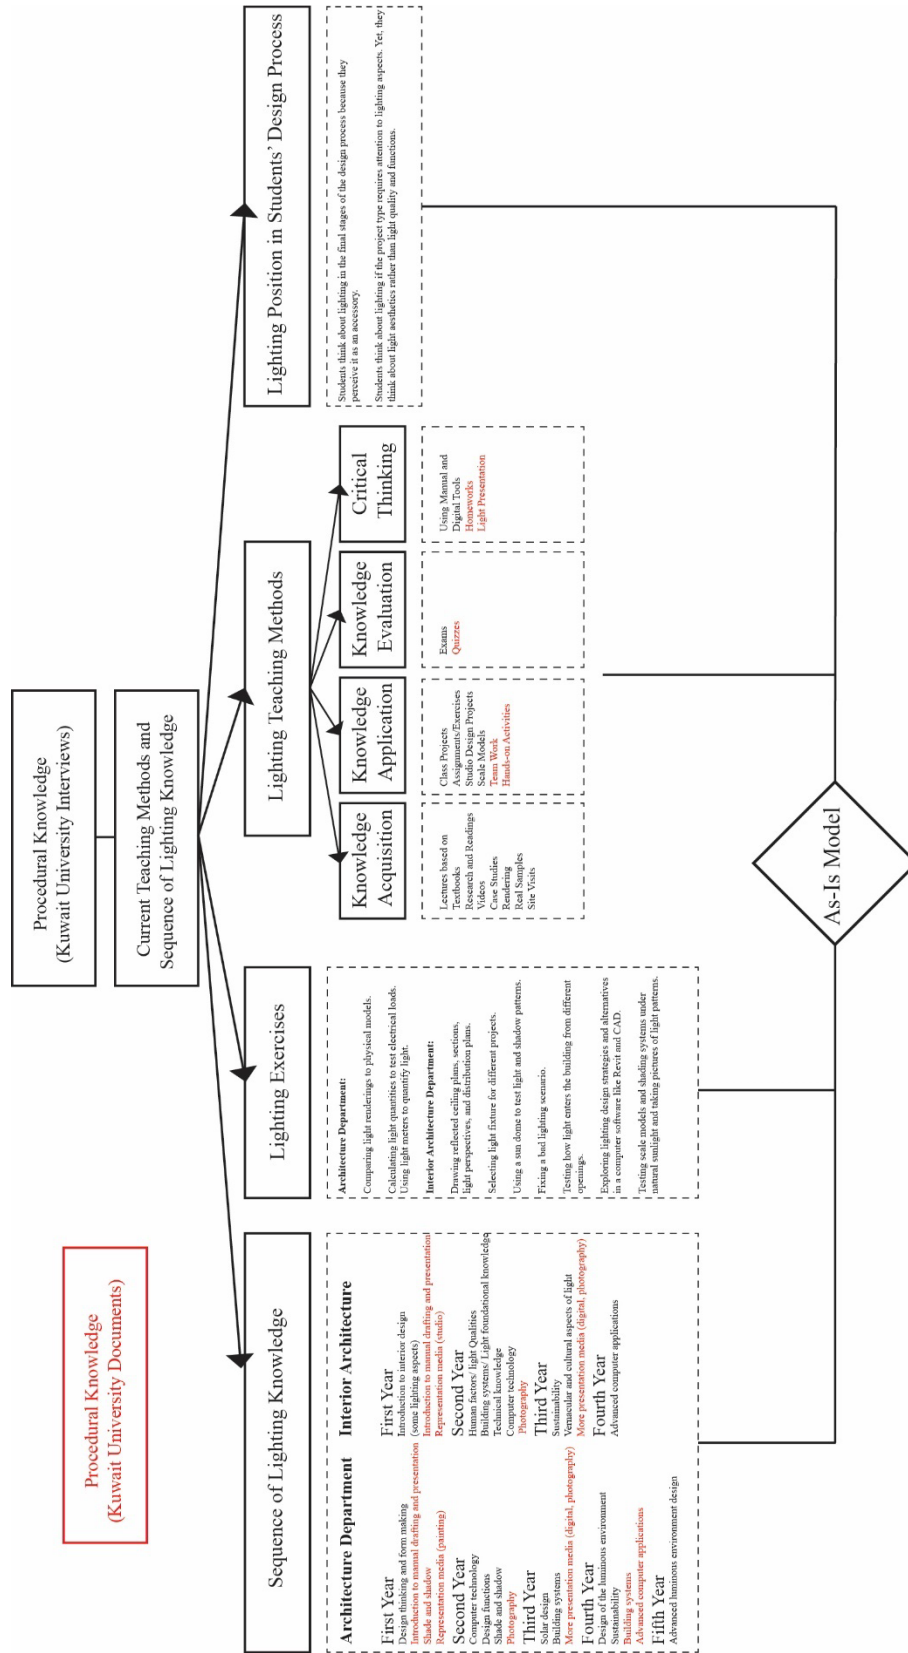 Procedural Knowledge
(Kuwait University Documents)
Procedural Knowledge
(Kuwait University Interviews)
Current Teaching Methods and
Sequence of Lighting Knowledge
Sequence of Lighting Knowledge
Architecture Department
First Year
Design thinking and form making
Introduction to manual drafting and presentation
Shade and shadow
Representation media (painting)
Second Year
Computer technology
Design functions
Shade and shadow
Photography
Third Year
Solar design
Building systems
More presentation media (digital, photography)
Fourth Year
Design of the luminous environment
Sustainability
Building systems
Advanced computer applications
Fifth Year
Advanced luminous environment design
Interior Architecture
First Year
Introduction to interior design
(some lighting aspects)
Introduction to manual drafting and presentation
Representation media (studio)
Second Year
Human factors/ light Qualities
Building systems/ Light foundational knowledge
Technical knowledge
Computer technology
Photography
Third Year
Sustainability
Vernacular and cultural aspects of light
More presentation media (digital, photography)
Fourth Year
Advanced computer applications
Lighting Exercises
Architecture Department:
Comparing light renderings to physical models.
Calculating light quantities to test electrical loads.
Using light meters to quantify light.
Interior Architecture Department:
Drawing reflected ceiling plans, sections,
light perspectives, and distribution plans.
Selecting light fixture for different projects.
Using a sun dome to test light and shadow patterns.
Fixing a bad lighting scenario.
Testing how light enters the building from different
openings.
Exploring lighting design strategies and alternatives
in a computer software like Revit and CAD.
Testing scale models and shading systems under
natural sunlight and taking pictures of light patterns.
Lighting Teaching Methods
Knowledge
Acquisition
Lectures based on
Textbooks
Research and Readings
Videos
Case Studies
Rendering
Real Samples
Site Visits
Knowledge
Application
Class Projects
Assignments/Exercises
Studio Design Projects
Scale Models
Team Work
Hands-on Activities
Knowledge
Evaluation
Exams
Quizzes
Critical
Thinking
Using Manual and
Digital Tools
Homeworks
Light Presentation
Lighting Position in Students' Design Process
Students think about lighting in the final stages of the design process because they
perceive it as an accessory.
Students think about lighting if the project type requires attention to lighting aspects. Yet, they
think about light aesthetics rather than light quality and functions.
As-Is Model